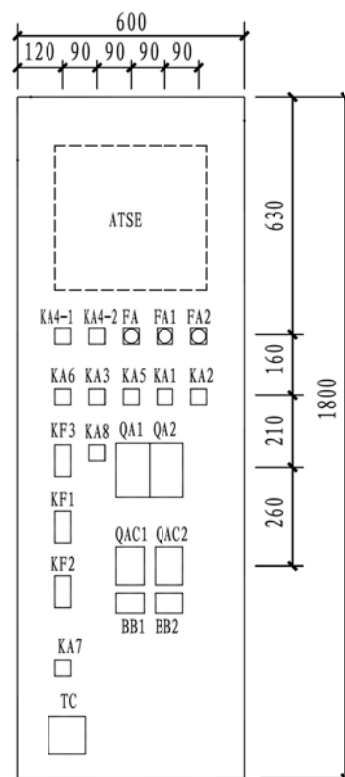 600
120 90 90 90 90
ATSE
630
KA4-1 KA4-2 FA FA1 FA2
160
KA6 KA3 KA5 KA1 KA2
1800
KF3 KA8 QA1 QA2
210
KF1
260
QAC1 QAC2
KF2
BB1 BB2
KA7
TC